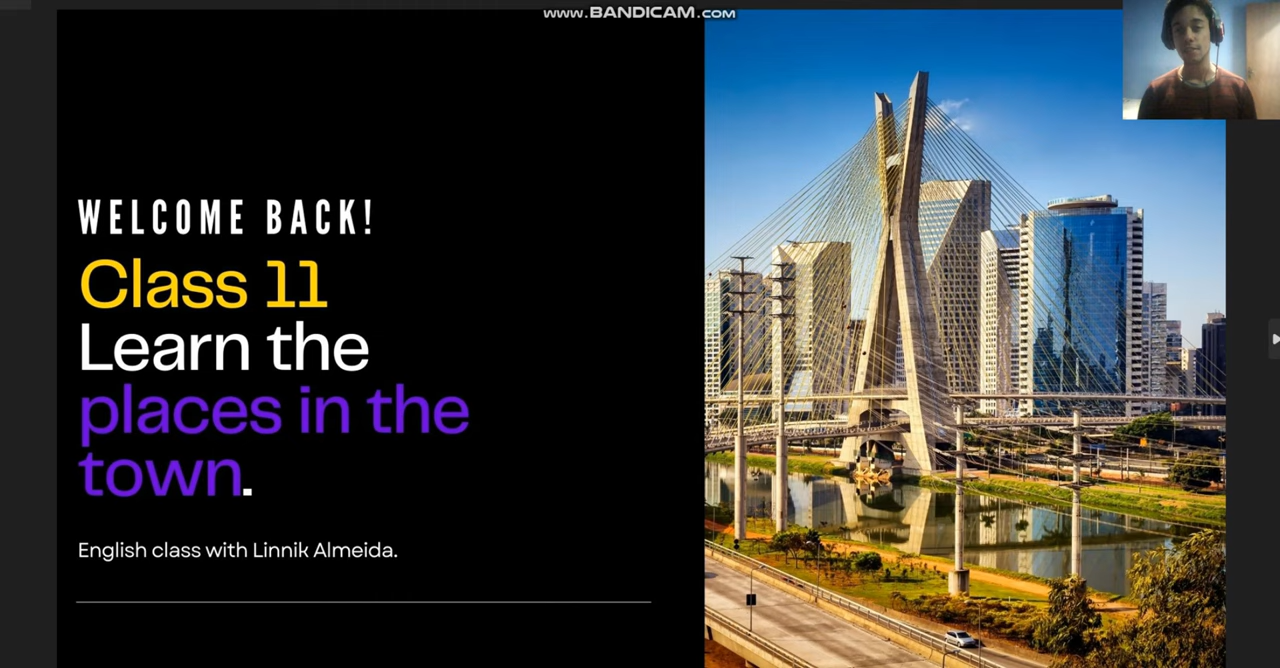 www.BANDICAM.com
WELCOME BACK!
Class 11
Learn the
places in the
town.
English class with Linnik Almeida.